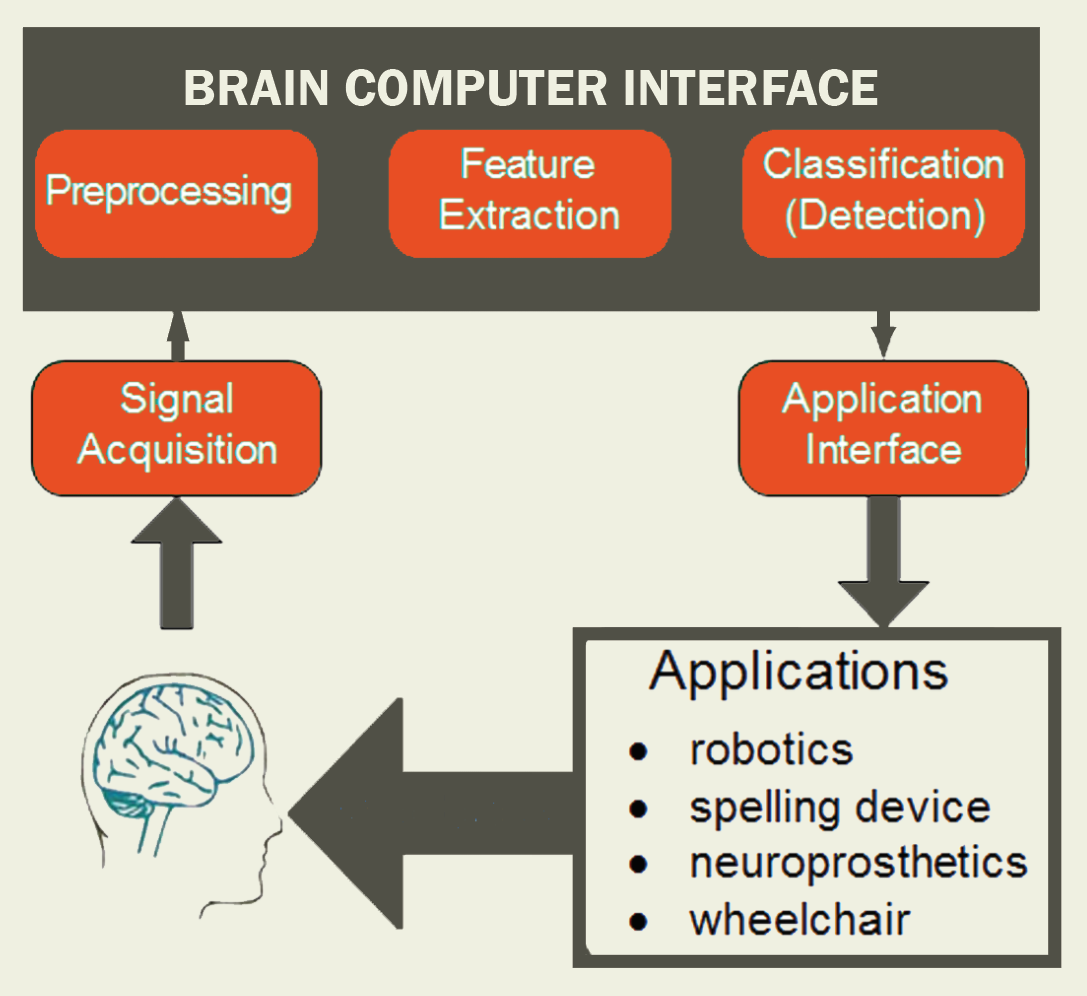 BRAIN COMPUTER INTERFACE
Preprocessing
Feature
Extraction
Classification
(Detection)
Signal
Acquisition
Application
Interface
Applications
• robotics
• spelling device
• neuroprosthetics
• wheelchair